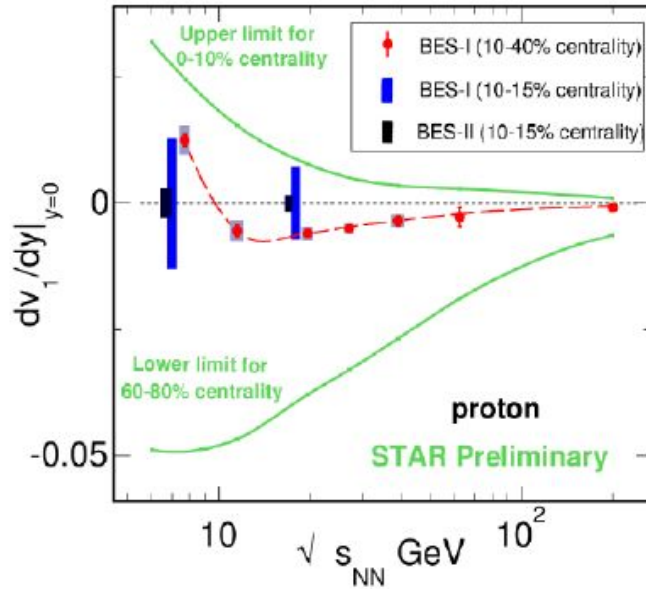 Upper limit for
0-10% centrality
BES-I (10-40% centrality)
BES-I (10-15% centrality)
BES-II (10-15% centrality)
0
dv₁/dy|y=0
Lower limit for
60-80% centrality
proton
-0.05
STAR Preliminary
10
10²
√ sNN GeV